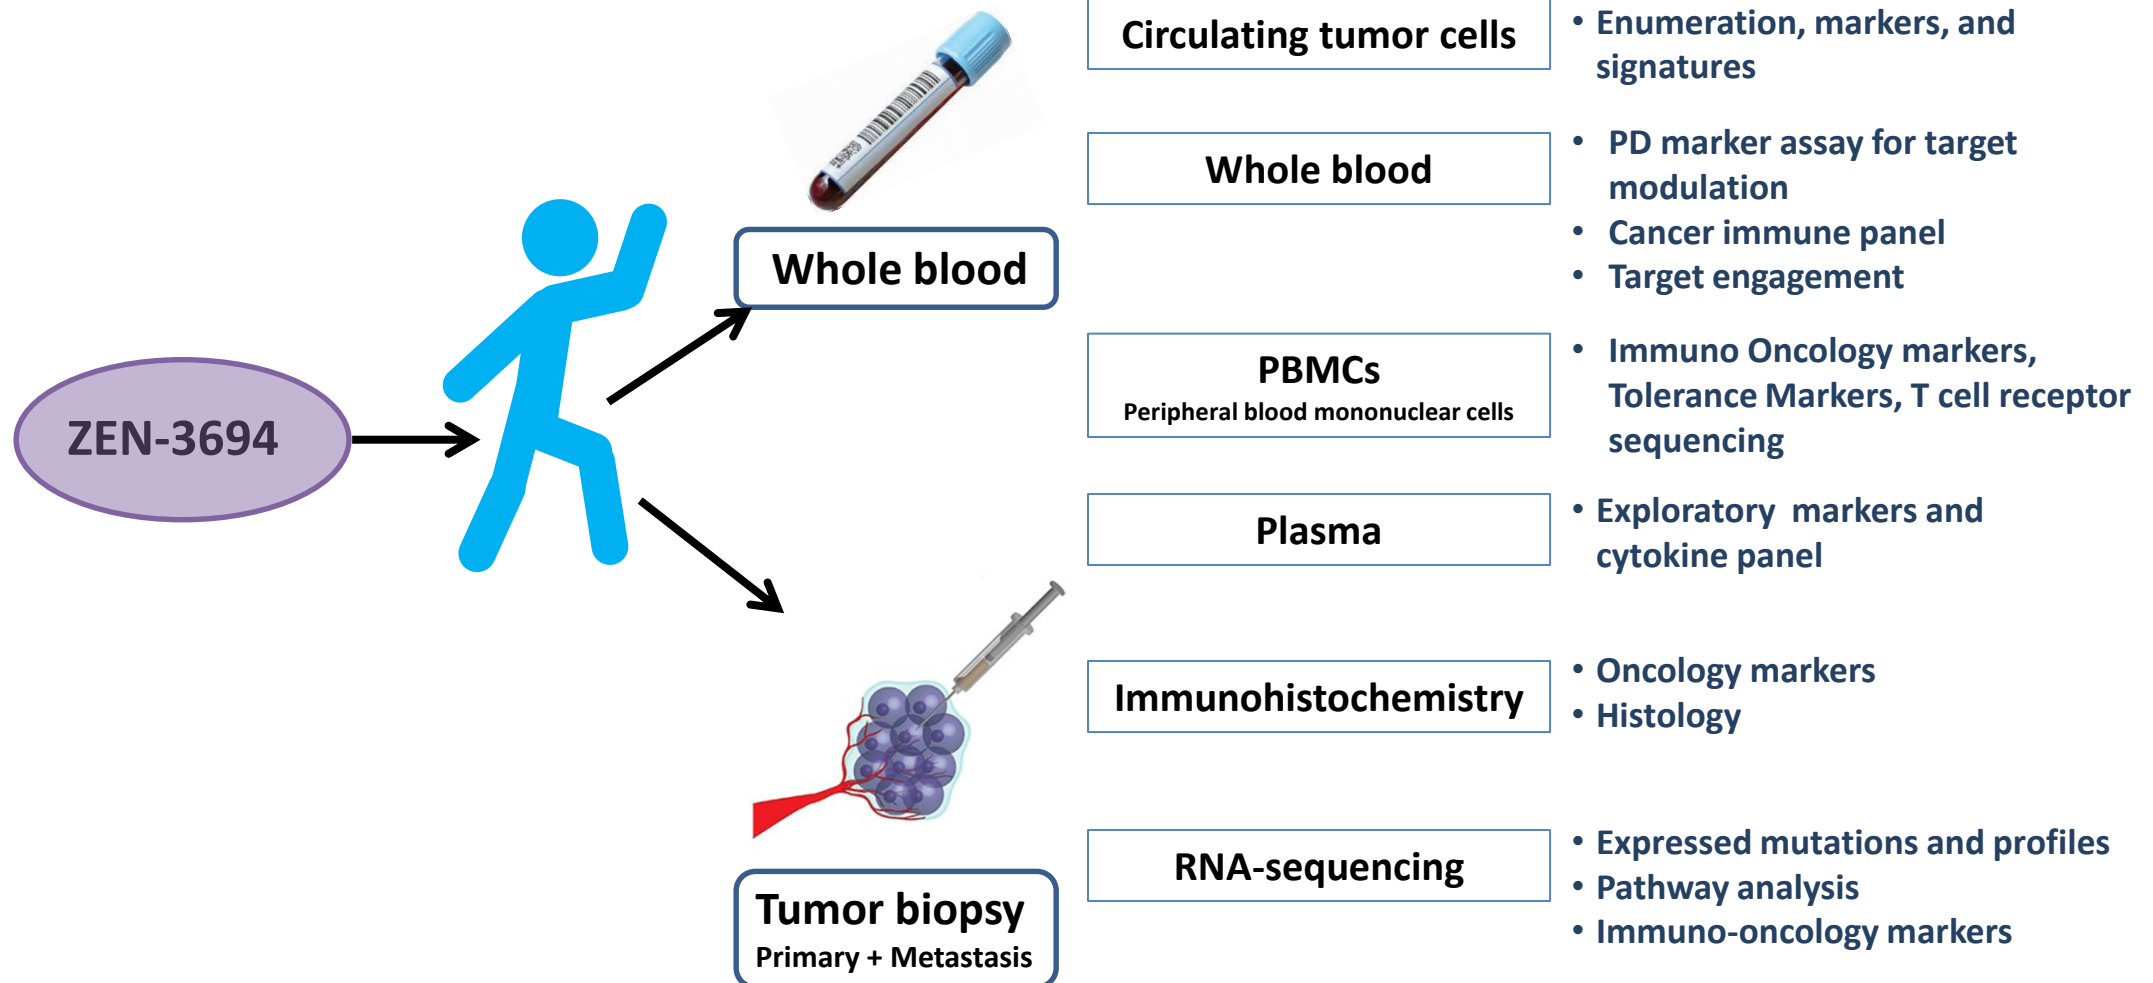 ZEN-3694
Whole blood
Tumor biopsy
Primary + Metastasis
Circulating tumor cells
• Enumeration, markers, and
signatures
Whole blood
• PD marker assay for target
modulation
• Cancer immune panel
• Target engagement
PBMCs
Peripheral blood mononuclear cells
• Immuno Oncology markers,
Tolerance Markers, T cell receptor
sequencing
Plasma
• Exploratory markers and
cytokine panel
Immunohistochemistry
• Oncology markers
• Histology
RNA-sequencing
• Expressed mutations and profiles
• Pathway analysis
• Immuno-oncology markers